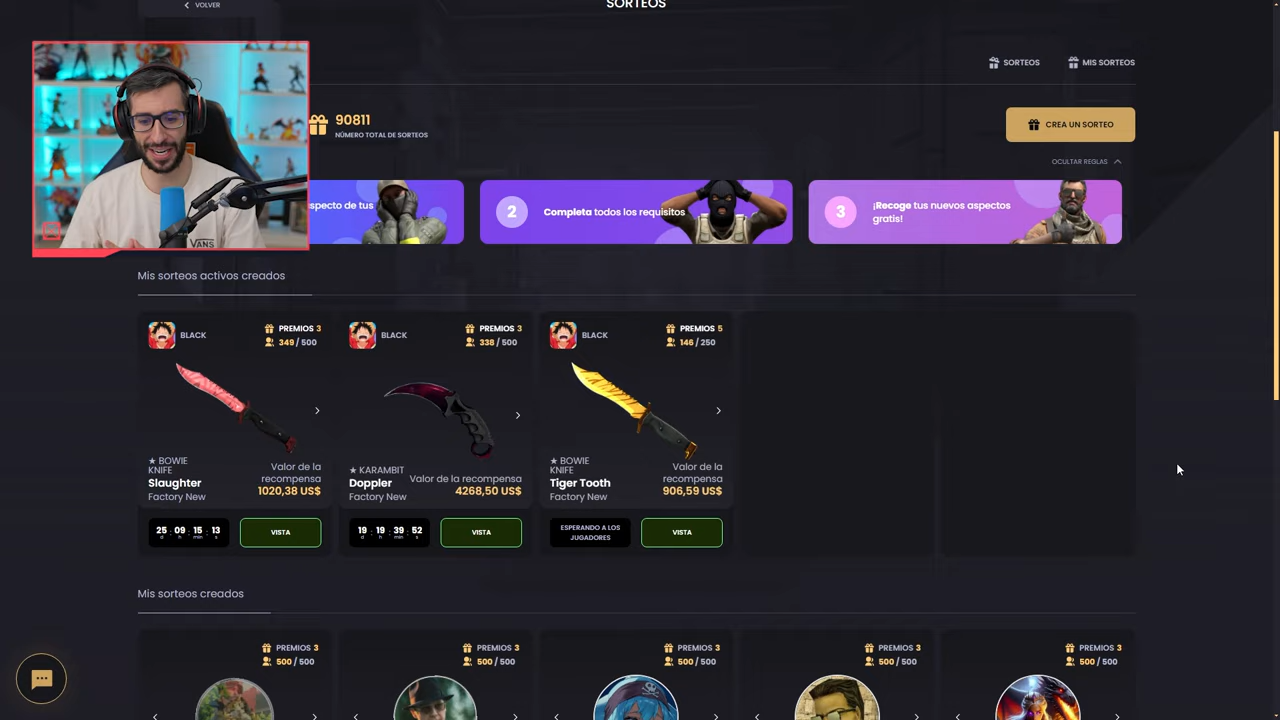 VOLVER
SORTEOS
SORTEOS
MIS SORTEOS
90811
NÚMERO TOTAL DE SORTEOS
CREA UN SORTEO
OCULTAR REGLAS
specto de tus
2
Completa todos los requisitos
3
¡Recoge tus nuevos aspectos
gratis!
VANS
Mis sorteos activos creados
BLACK
PREMIOS 3
349 / 500
★ BOWIE
KNIFE
Slaughter
Factory New
Valor de la
recompensa
1020,38 US$
25 : 09 : 15 : 13
d h min s
VISTA
BLACK
PREMIOS 3
338 / 500
★ KARAMBIT
Doppler
Factory New
Valor de la recompensa
4268,50 US$
19 : 19 : 39 : 52
d h min s
VISTA
BLACK
PREMIOS 5
146 / 250
★ BOWIE
KNIFE
Tiger Tooth
Factory New
Valor de la
recompensa
906,59 US$
ESPERANDO A LOS
JUGADORES
VISTA
Mis sorteos creados
PREMIOS 3
500 / 500
PREMIOS 3
500 / 500
PREMIOS 3
500 / 500
PREMIOS 3
500 / 500
PREMIOS 3
500 / 500